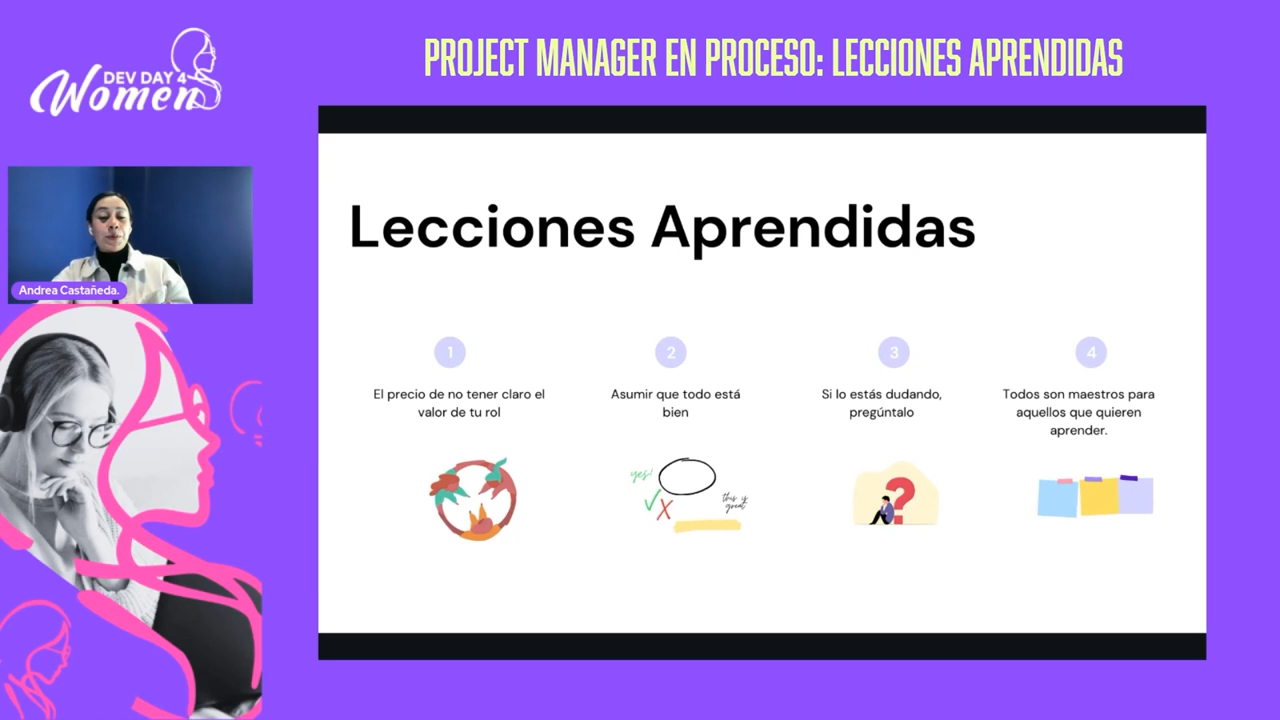 DEV DAY 4
Women
PROJECT MANAGER EN PROCESO: LECCIONES APRENDIDAS
Andrea Castañeda.
Lecciones Aprendidas
1
El precio de no tener claro el
valor de tu rol
2
Asumir que todo está
bien
yes!
this is
great
3
Si lo estás dudando,
pregúntalo
?
4
Todos son maestros para
aquellos que quieren
aprender.